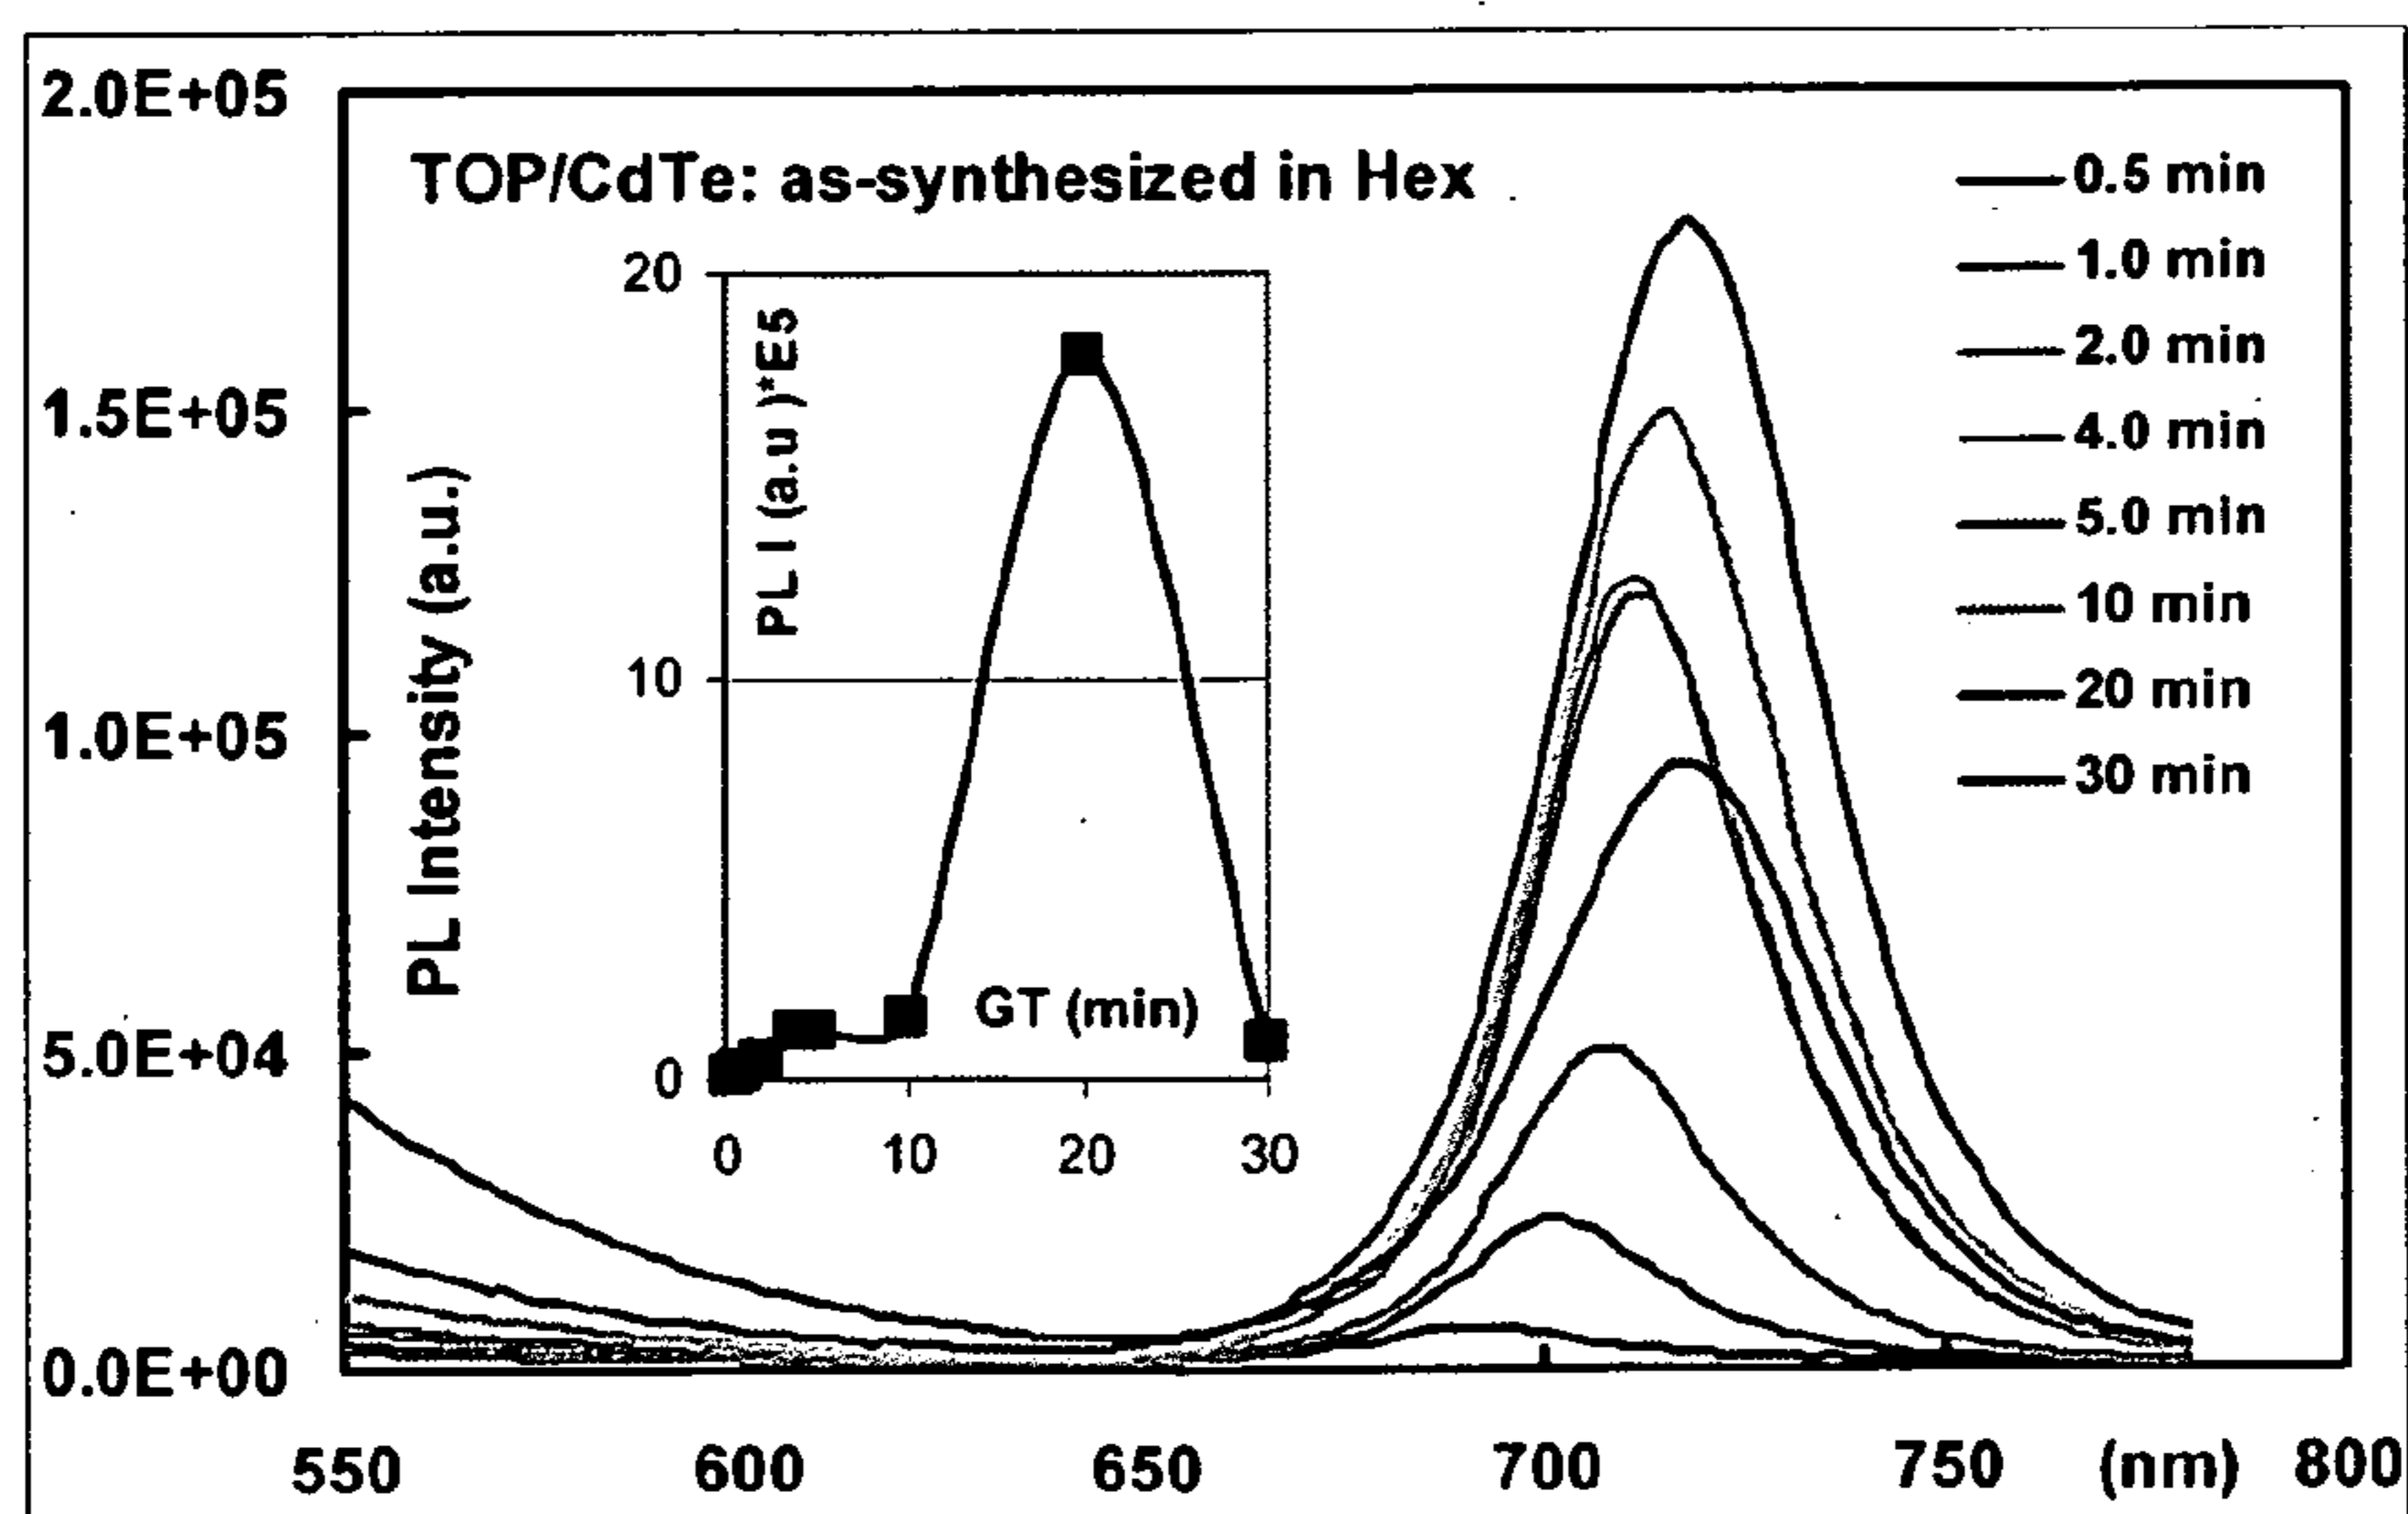 2.0E+05
1.5E+05
1.0E+05
5.0E+04
0.0E+00
PL Intensity (a.u.)
TOP/CdTe: as-synthesized in Hex
20
10
0
PL I (a.u )*E5
GT (min)
0 10 20 30
0.5 min
1.0 min
2.0 min
4.0 min
5.0 min
10 min
20 min
30 min
550 600 650 700 750 (nm) 800